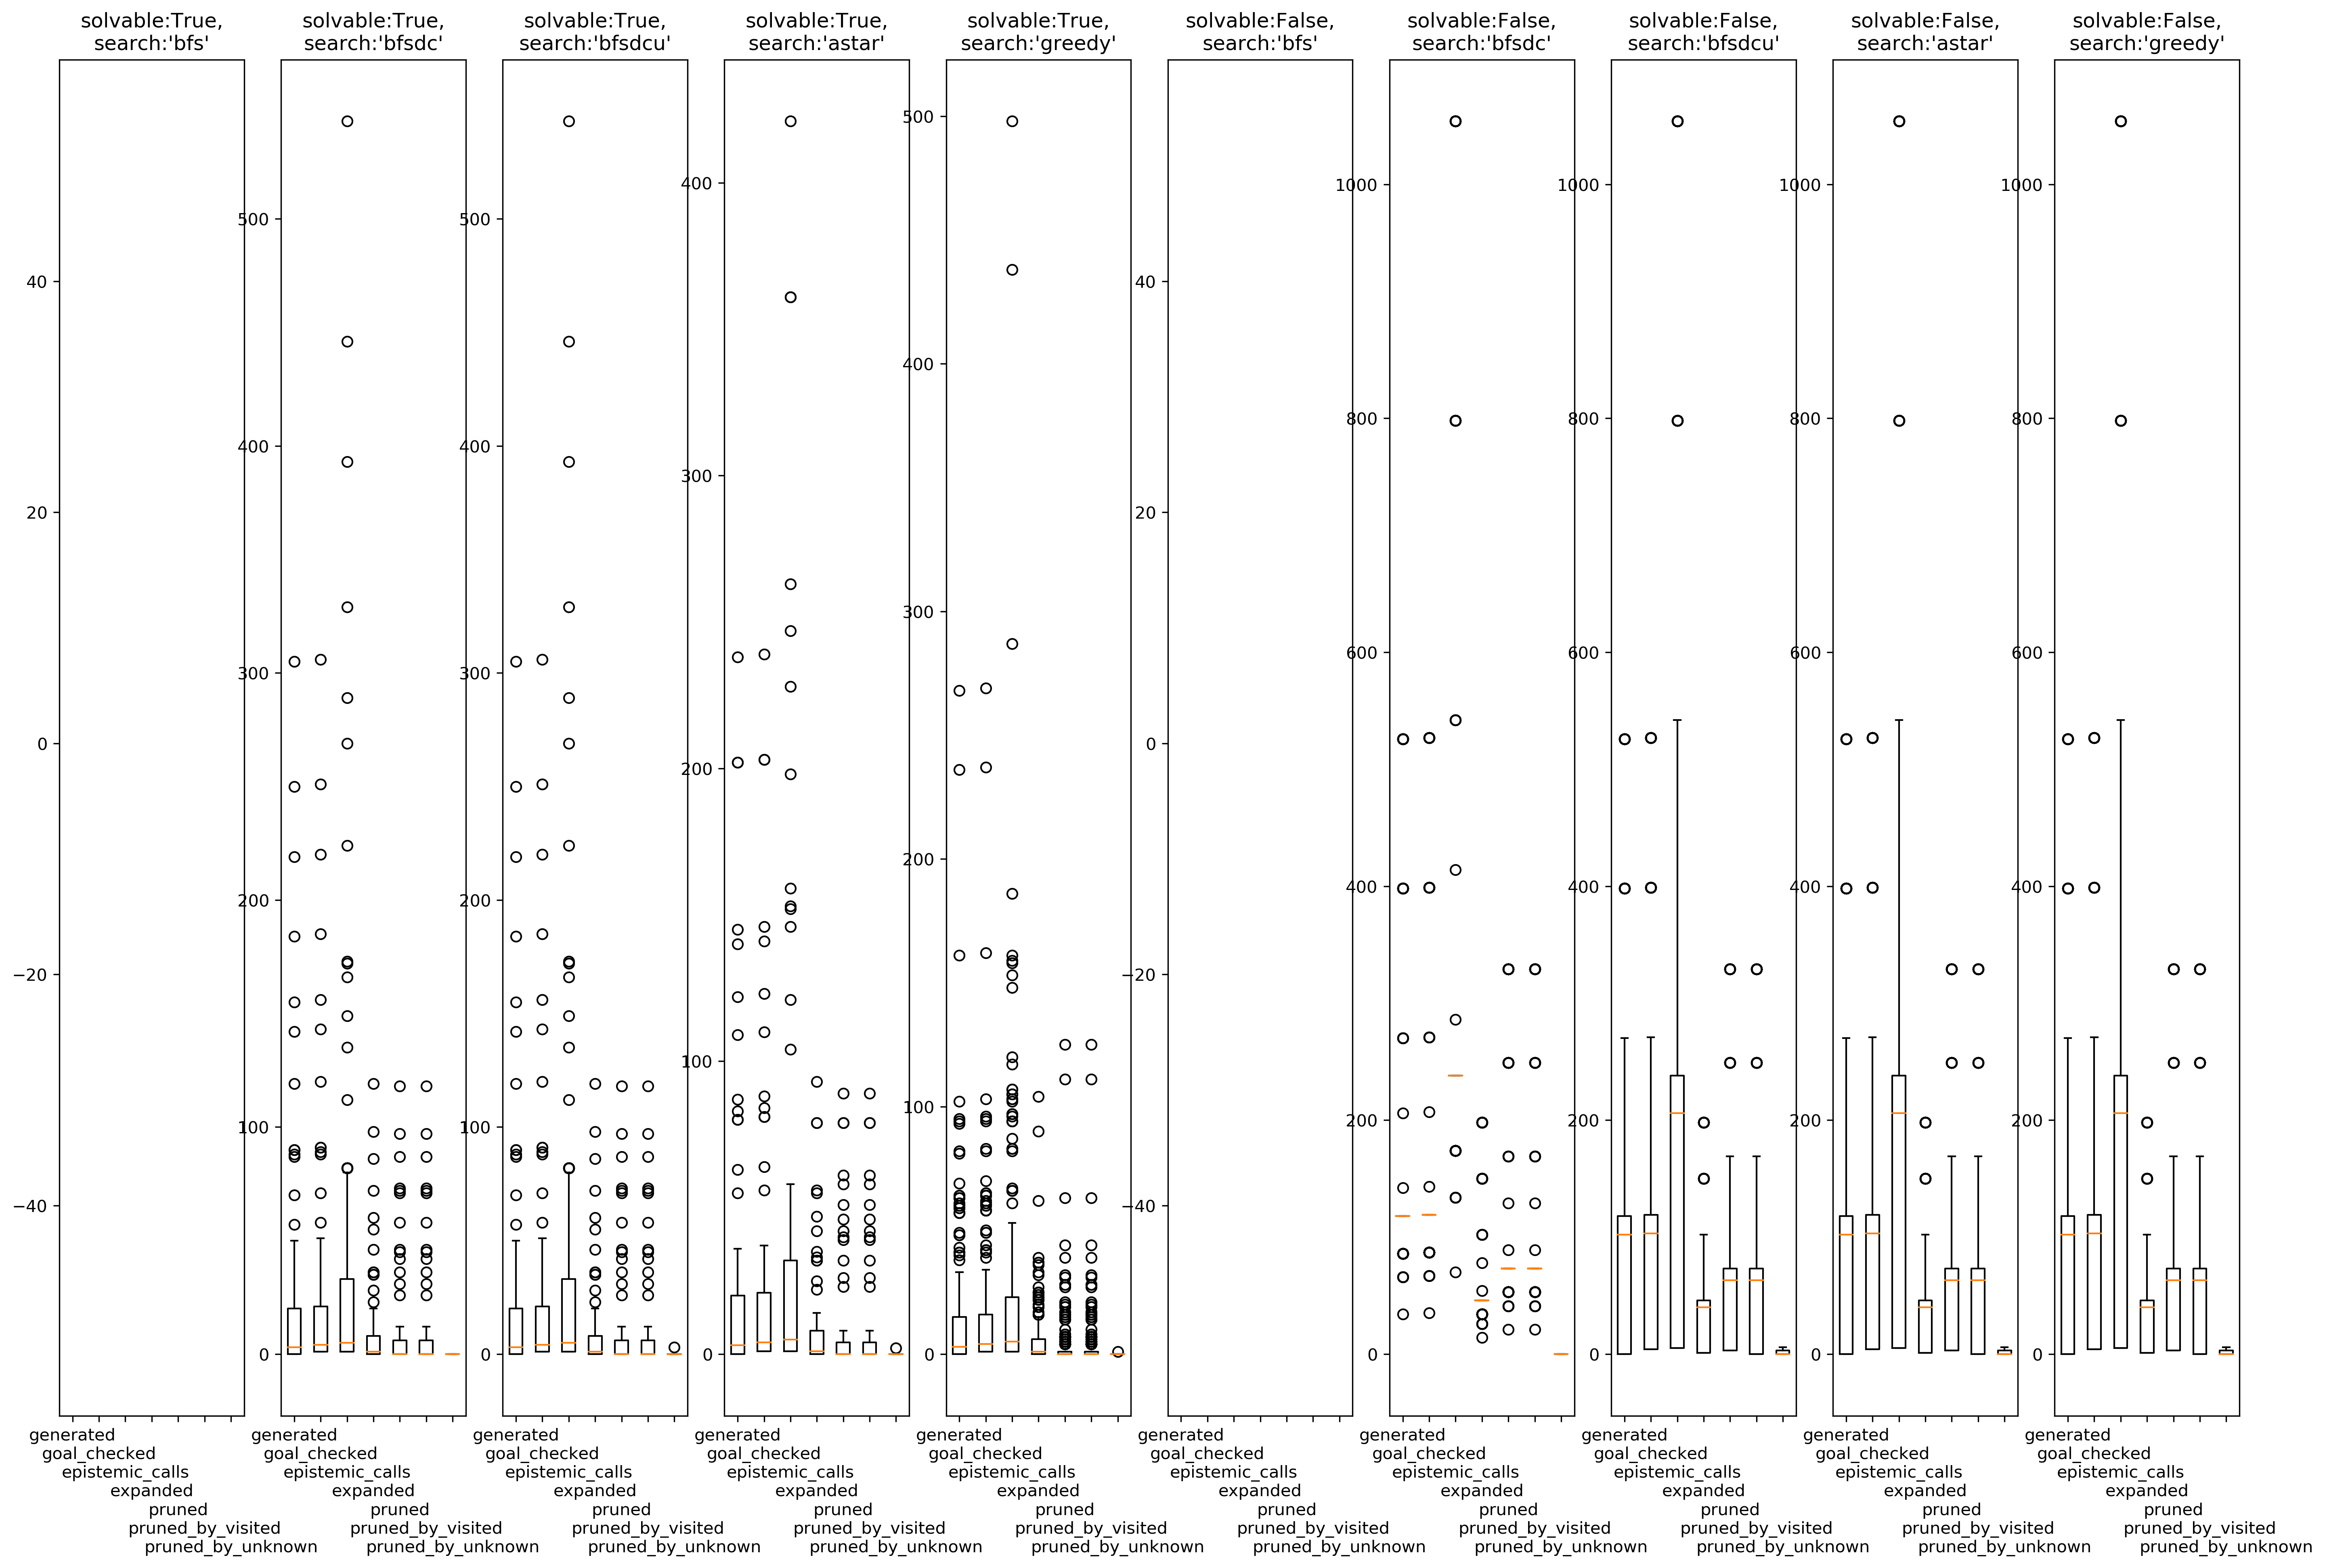 solvable:True,
search:'bfs'
solvable:True,
search:'bfsdc'
solvable:True,
search:'bfsdcu'
solvable:True,
search:'astar'
solvable:True,
search:'greedy'
solvable:False,
search:'bfs'
solvable:False,
search:'bfsdc'
solvable:False,
search:'bfsdcu'
solvable:False,
search:'astar'
solvable:False,
search:'greedy'
40
20
0
−20
−40
500
400
300
200
100
0
500
400
300
200
100
0
400
300
200
100
0
500
400
300
200
100
0
40
20
0
−20
−40
1000
800
600
400
200
0
1000
800
600
400
200
0
1000
800
600
400
200
0
1000
800
600
400
200
0
generated
goal_checked
epistemic_calls
expanded
pruned
pruned_by_visited
pruned_by_unknown
generated
goal_checked
epistemic_calls
expanded
pruned
pruned_by_visited
pruned_by_unknown
generated
goal_checked
epistemic_calls
expanded
pruned
pruned_by_visited
pruned_by_unknown
generated
goal_checked
epistemic_calls
expanded
pruned
pruned_by_visited
pruned_by_unknown
generated
goal_checked
epistemic_calls
expanded
pruned
pruned_by_visited
pruned_by_unknown
generated
goal_checked
epistemic_calls
expanded
pruned
pruned_by_visited
pruned_by_unknown
generated
goal_checked
epistemic_calls
expanded
pruned
pruned_by_visited
pruned_by_unknown
generated
goal_checked
epistemic_calls
expanded
pruned
pruned_by_visited
pruned_by_unknown
generated
goal_checked
epistemic_calls
expanded
pruned
pruned_by_visited
pruned_by_unknown
generated
goal_checked
epistemic_calls
expanded
pruned
pruned_by_visited
pruned_by_unknown